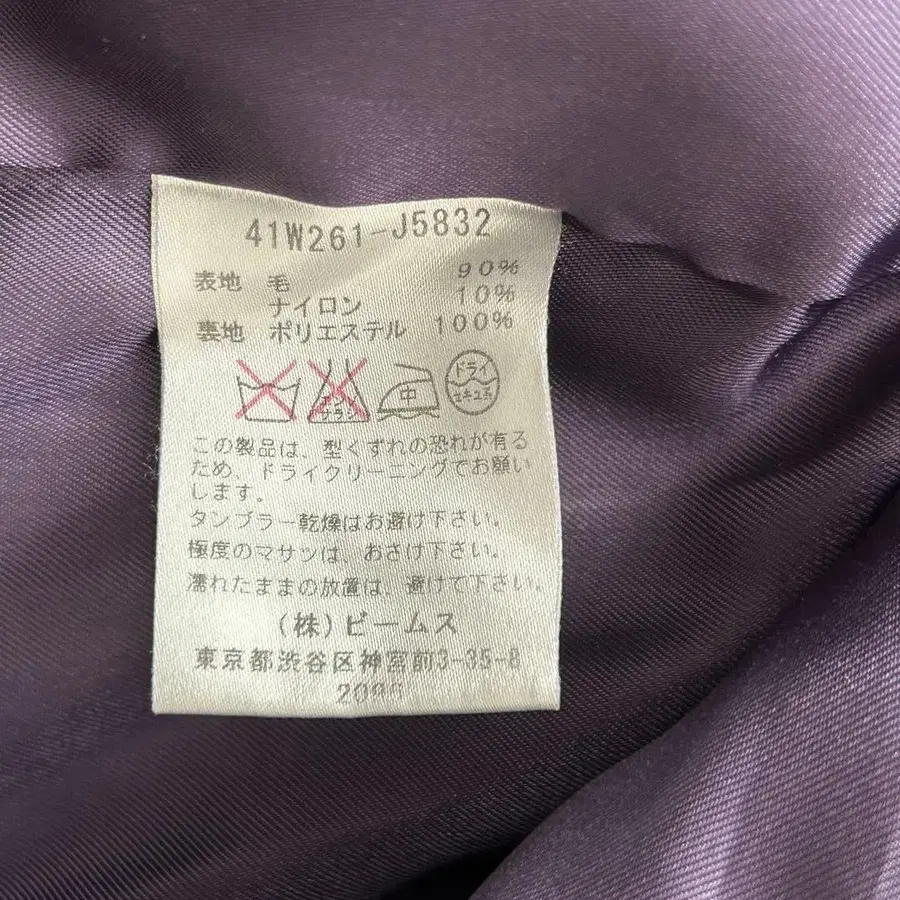 41W261-J5832
表地 毛 90%
ナイロン 10%
裏地 ポリエステル 100%
エンソ サラシ 中 ドライ
この製品は、型くずれの恐れが有る
ため ドライクリーニングでお願い
します。
タンブラー乾燥はお避け下さい。
極度のマサツは、おさけ下さい。
濡れたままの放置は、避けて下さい。
(株)ビームス
東京都渋谷区神宮前3-35-8